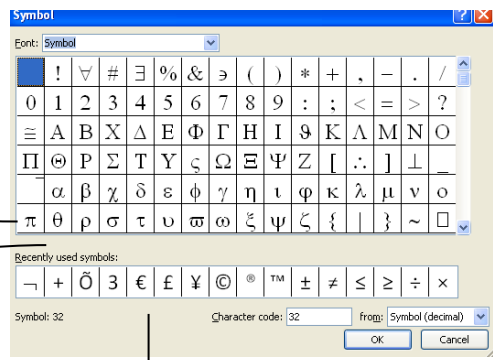 Symbol
Font: Symbol
! ∀ # ∃ % & ∍ ( ) ∗ + , − . /
0 1 2 3 4 5 6 7 8 9 : ; < = > ?
≅ Α Β Χ Δ Ε Φ Γ Η Ι ϑ Κ Λ Μ Ν Ο
Π Θ Ρ Σ Τ Υ ς Ω Ξ Ψ Ζ [ ∴ ] ⊥ _
‾ α β χ δ ε φ γ η ι ϕ κ λ μ ν ο
π θ ρ σ τ υ ϖ ω ξ ψ ζ { | } ~ □
Recently used symbols:
¬ + Õ 3 € £ ¥ © ® ™ ± ≠ ≤ ≥ ÷ ×
Symbol: 32 Character code: 32 from: Symbol (decimal)
OK Cancel